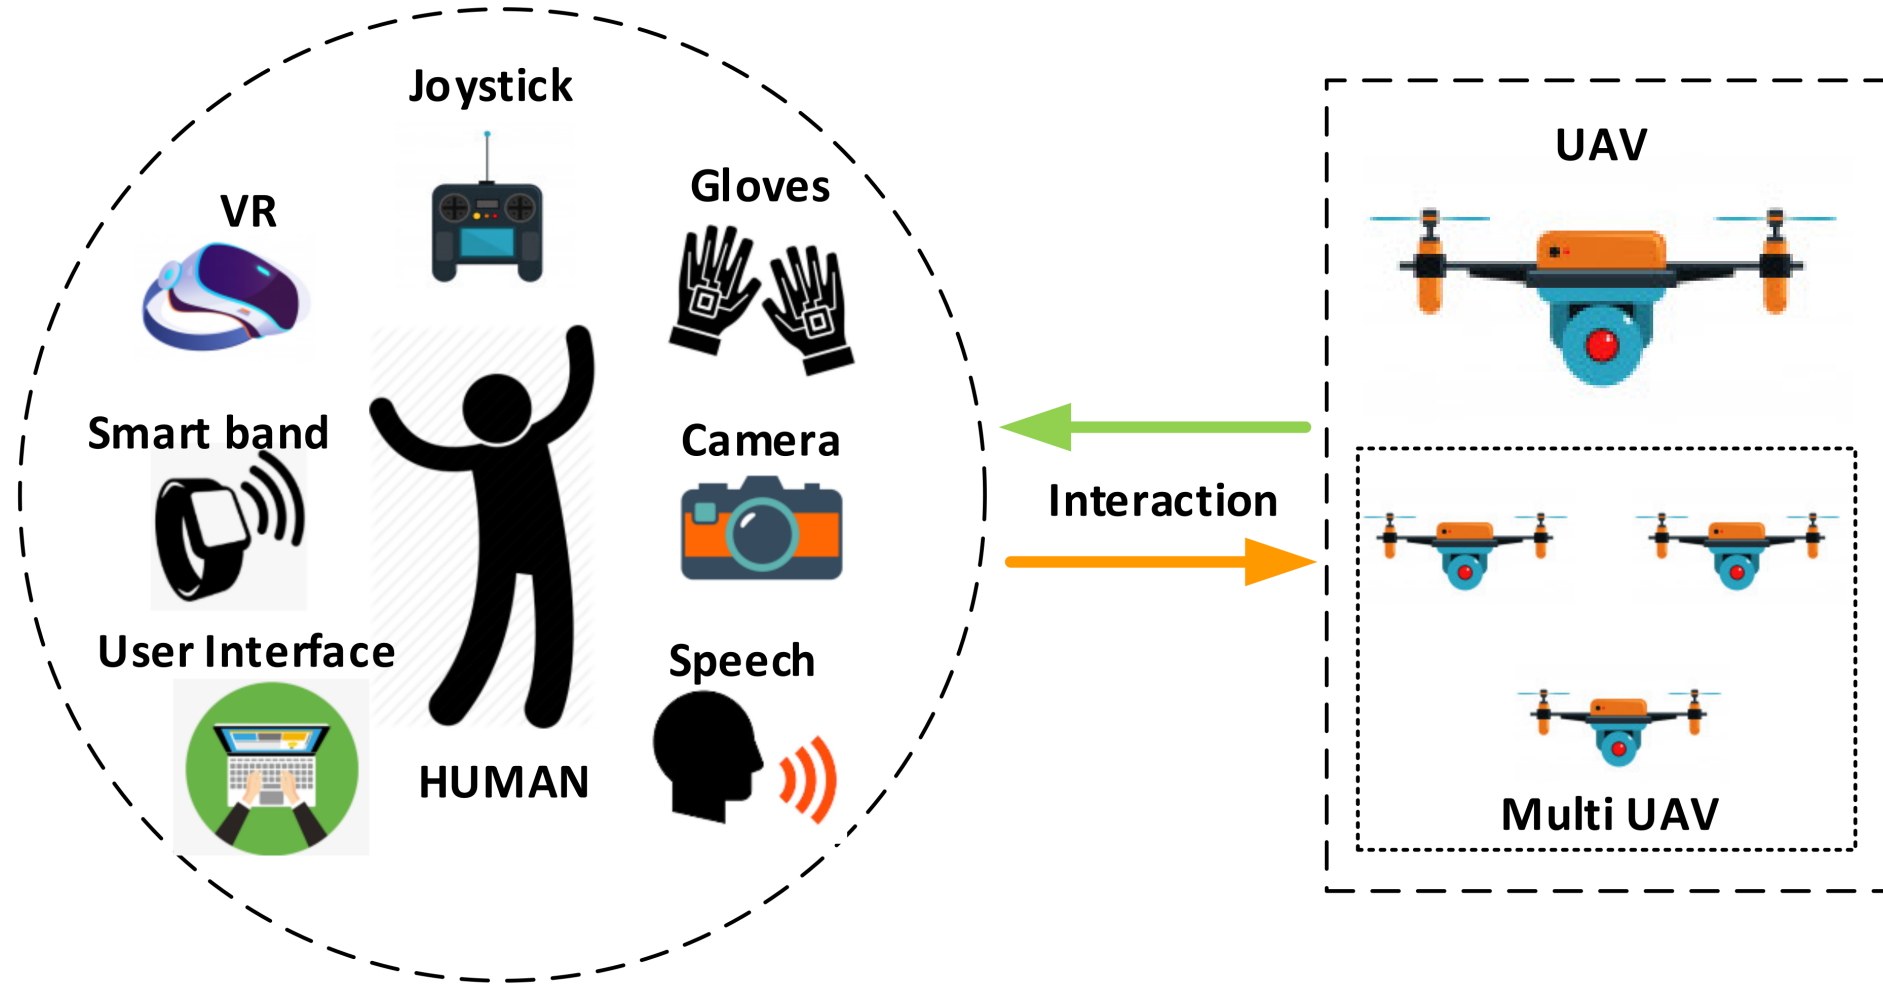 Joystick
VR
Gloves
Smart band
Camera
User Interface
Speech
HUMAN
Interaction
UAV
Multi UAV